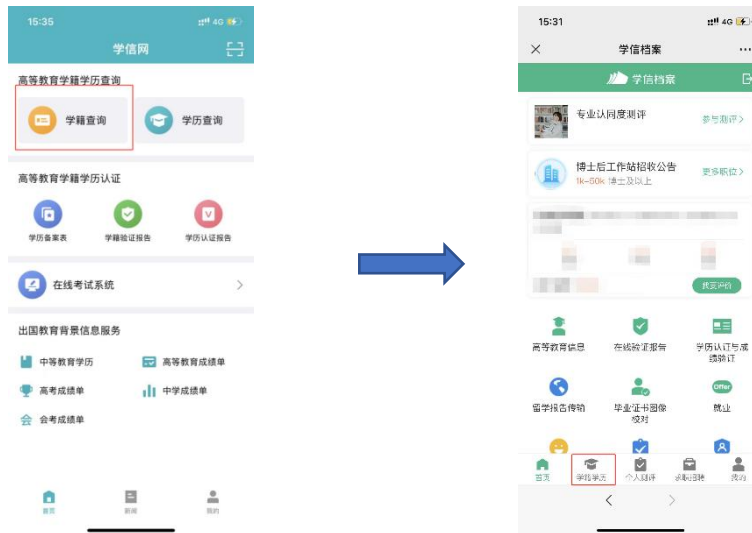 15:35
4G
学信网
高等教育学籍学历查询
学籍查询
学历查询
高等教育学籍学历认证
学历备案表
学籍验证报告
学历认证报告
在线考试系统
出国教育背景信息服务
中等教育学历
高等教育成绩单
高考成绩单
中学成绩单
会 会考成绩单
首页
新闻
我的
15:31
4G
学信档案
学信档案
专业认同度测评
参与测评
博士后工作站招收公告
1k-50k 博士及以上
更多职位
我要评价
高等教育信息
在线验证报告
学历认证与成
绩验证
留学报告传输
毕业证书图像
校对
Offer
就业
首页
学籍学历
个人测评
求职招聘
我的